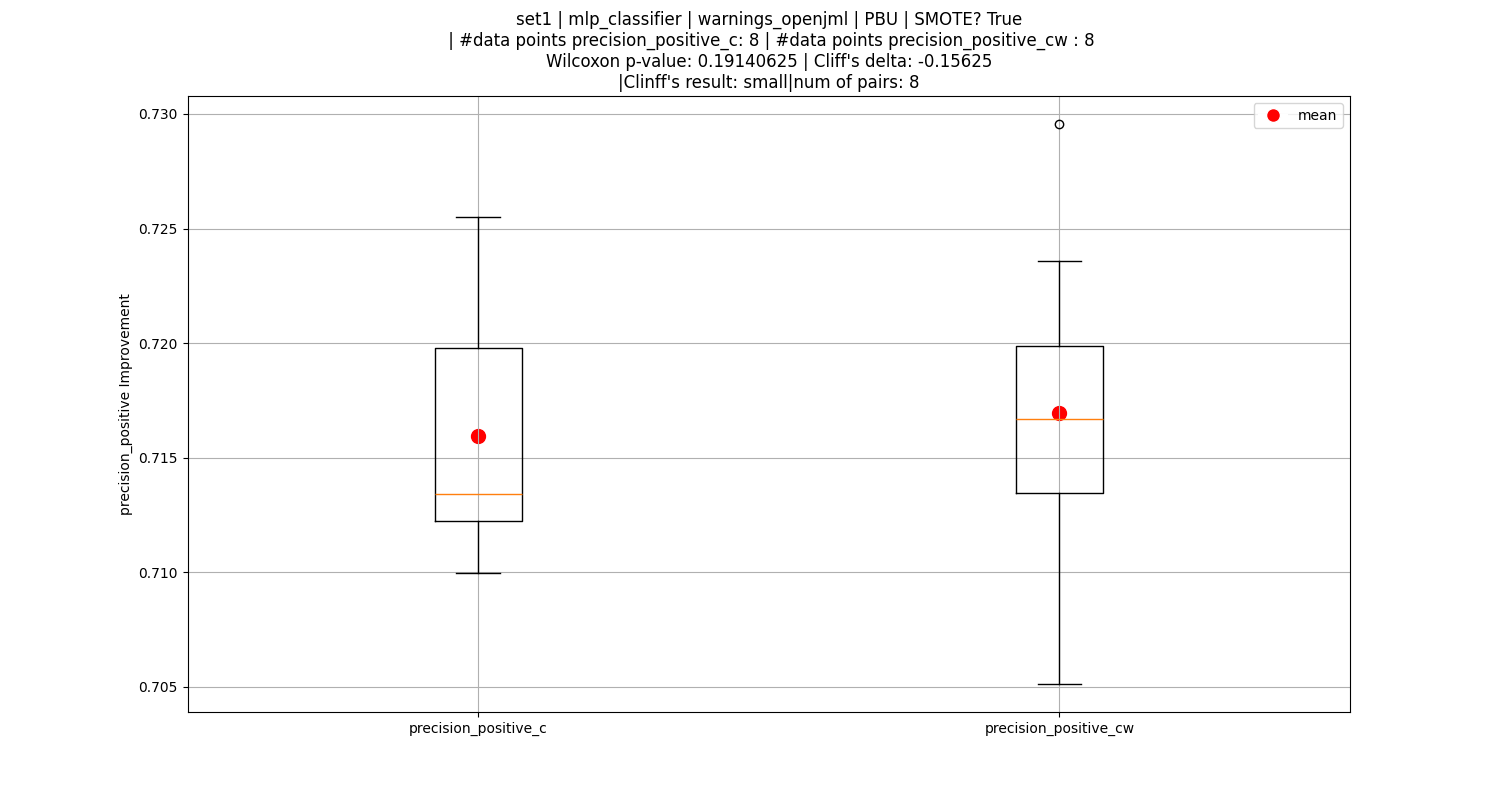 set1 | mlp_classifier | warnings_openjml | PBU | SMOTE? True
| #data points precision_positive_c: 8 | #data points precision_positive_cw : 8
Wilcoxon p-value: 0.19140625 | Cliff's delta: -0.15625
|Clinff's result: small|num of pairs: 8
mean
precision_positive Improvement
0.730
0.725
0.720
0.715
0.710
0.705
precision_positive_c
precision_positive_cw